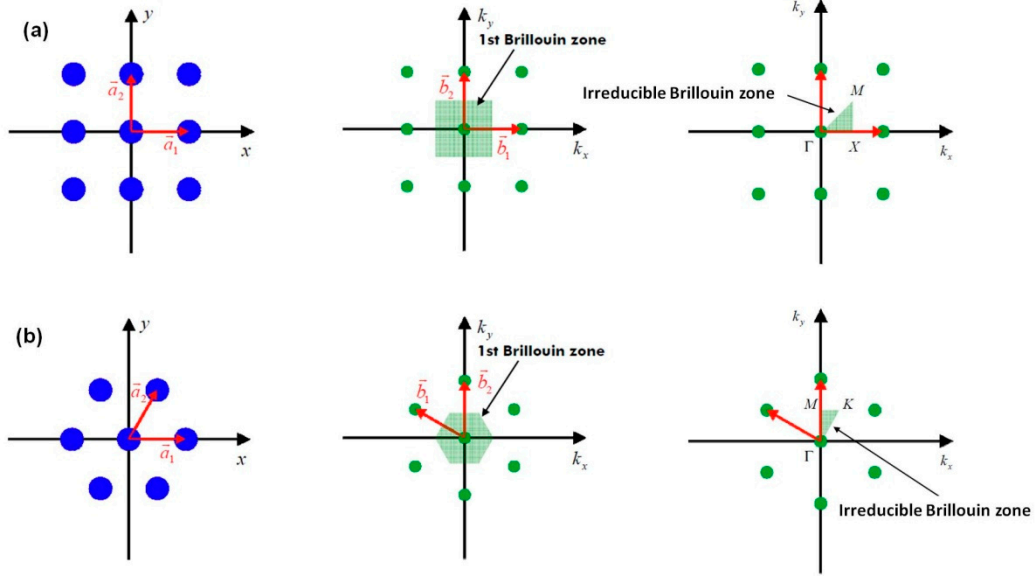 (a)
y
a⃗₂
a⃗₁
x
k_y
1st Brillouin zone
b⃗₂
b⃗₁
k_x
k_y
Irreducible Brillouin zone
M
Γ
X
k_x
(b)
y
a⃗₂
a⃗₁
x
k_y
1st Brillouin zone
b⃗₁
b⃗₂
k_x
k_y
M
K
Γ
k_x
Irreducible Brillouin zone